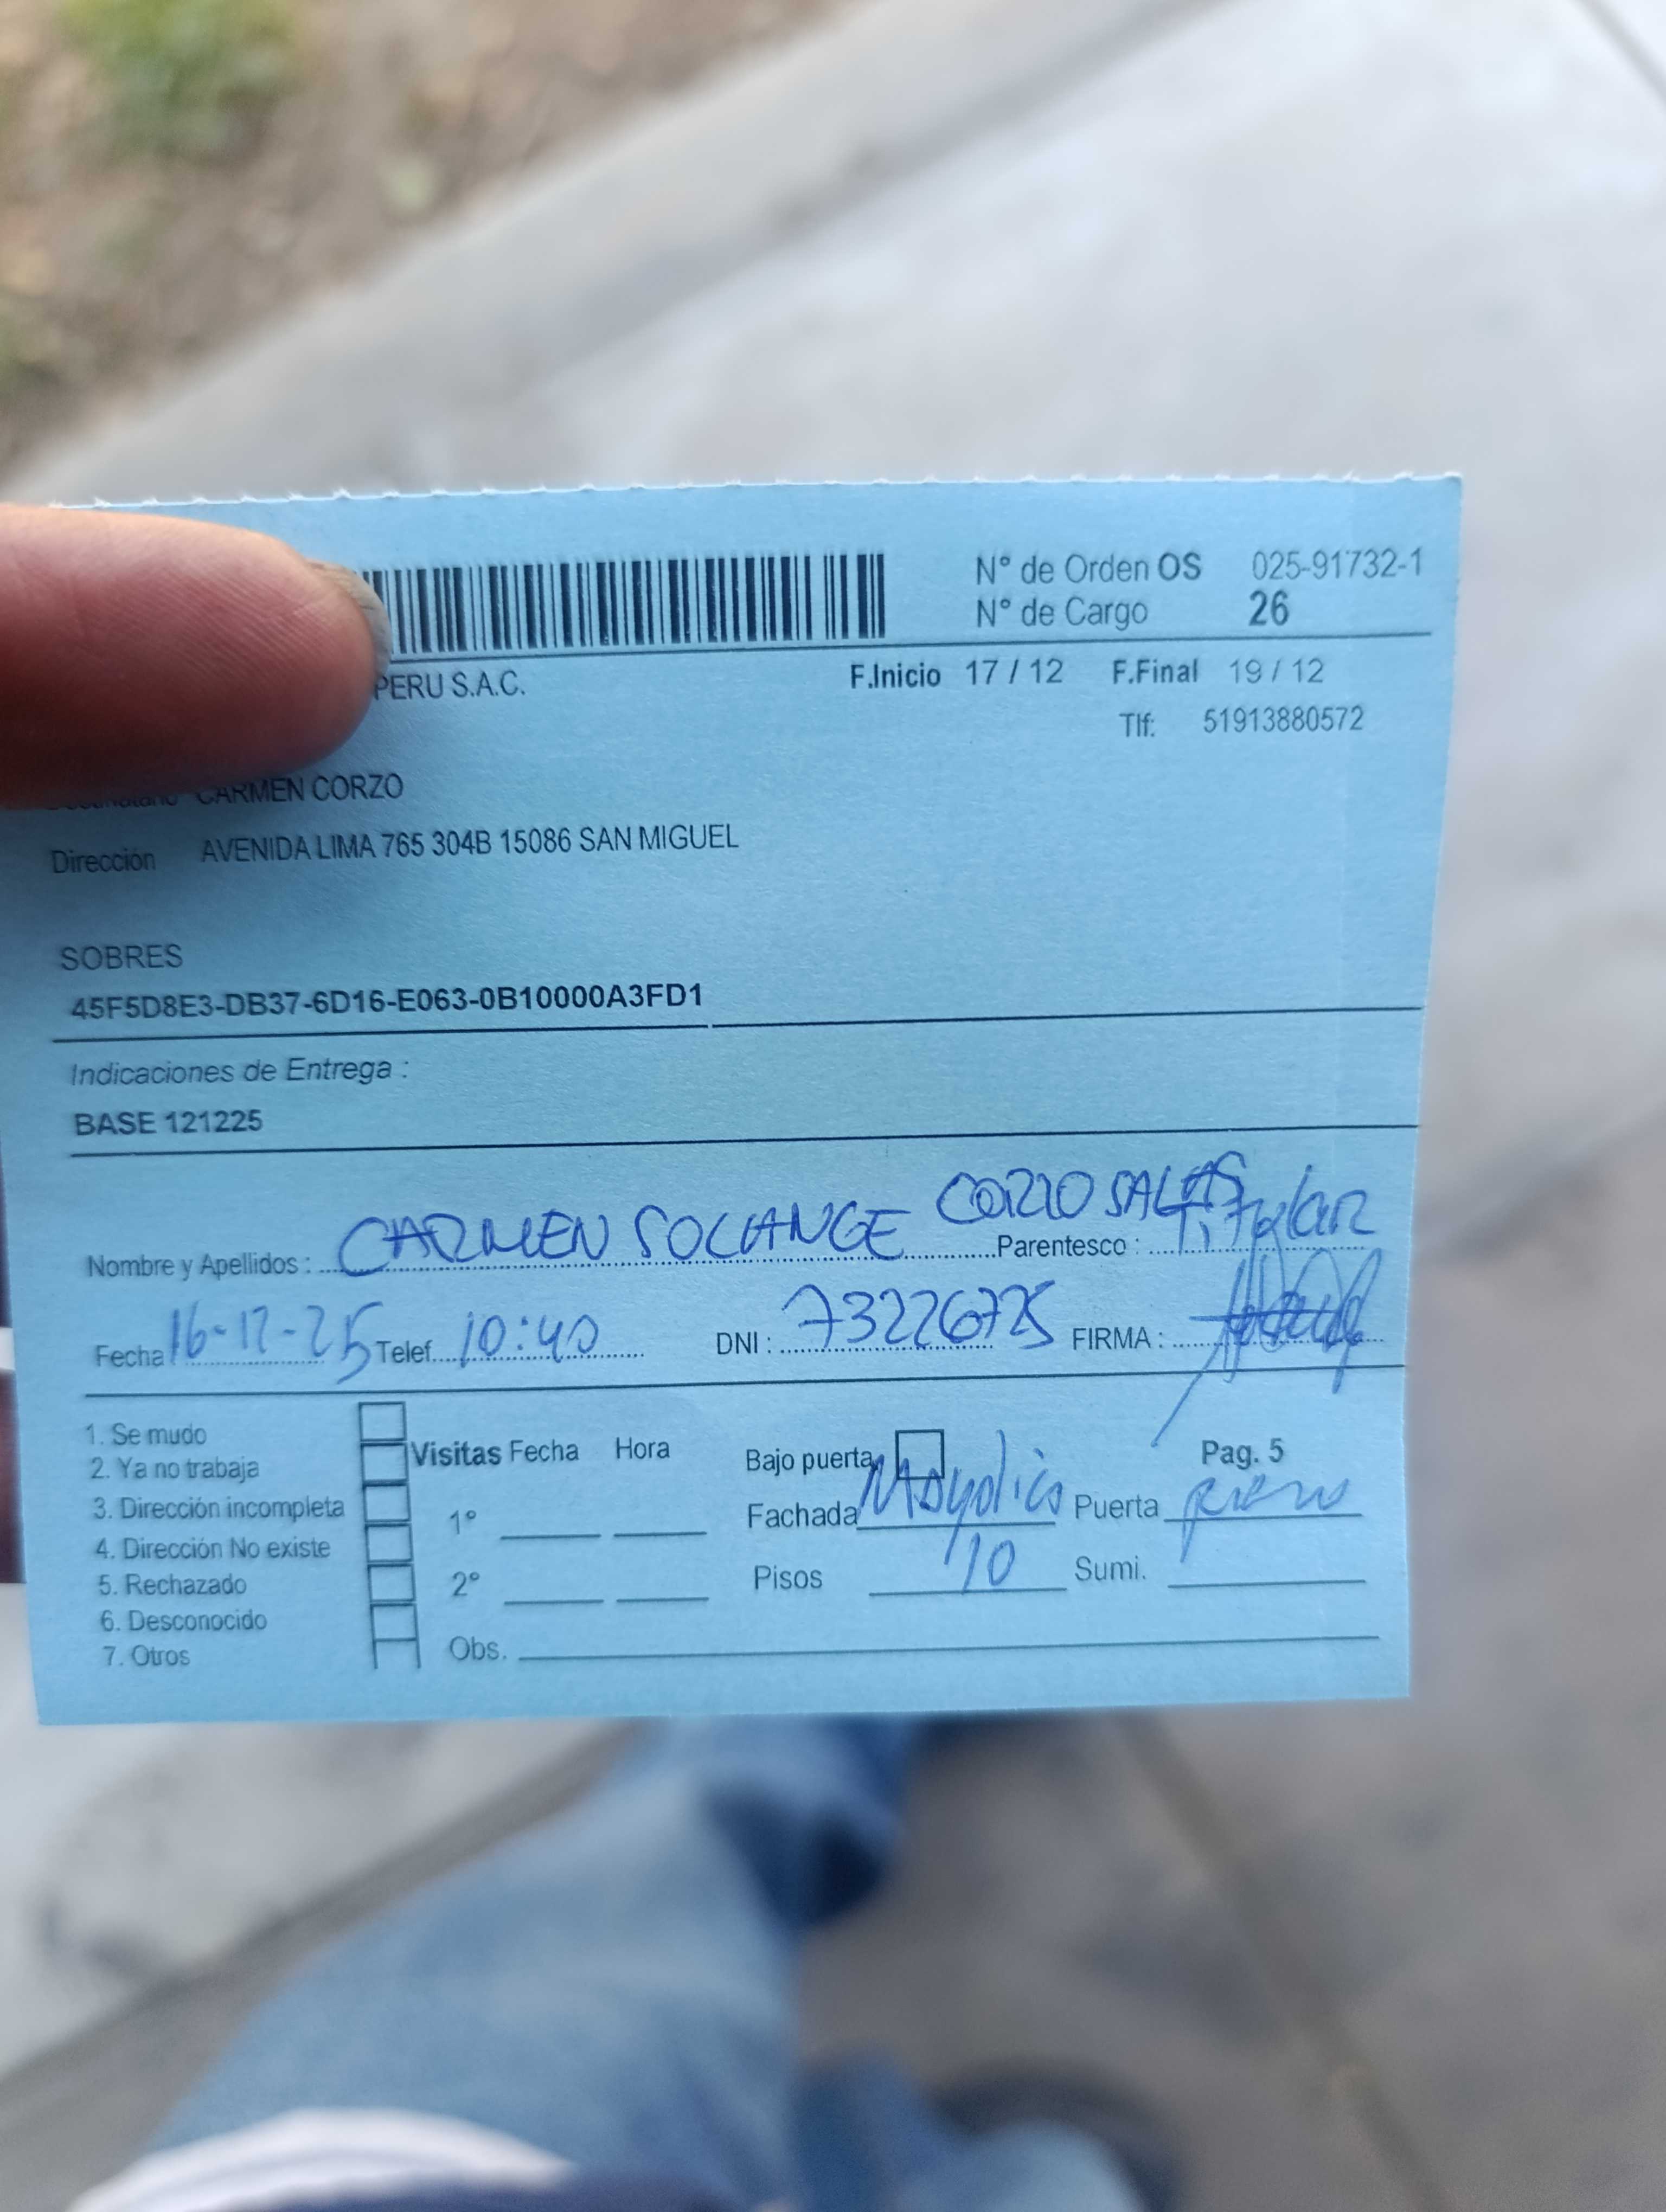 N° de Orden OS 025-91732-1
N° de Cargo 26
PERU S.A.C. F.Inicio 17 / 12 F.Final 19 / 12
Tlf: 51913880572
CARMEN CORZO
Dirección AVENIDA LIMA 765 304B 15086 SAN MIGUEL
SOBRES
45F5D8E3-DB37-6D16-E063-0B10000A3FD1
Indicaciones de Entrega :
BASE 121225
Nombre y Apellidos : CARMEN SOLANGE CORZO SALAS Parentesco : Titular
Fecha 16-12-25 Telef. 10:40 DNI : 73226725 FIRMA :
1. Se mudo
2. Ya no trabaja
3. Dirección incompleta
4. Dirección No existe
5. Rechazado
6. Desconocido
7. Otros
Visitas Fecha Hora
1°
2°
Obs.
Bajo puerta Pag. 5
Fachada Puerta
Pisos 10 Sumi.